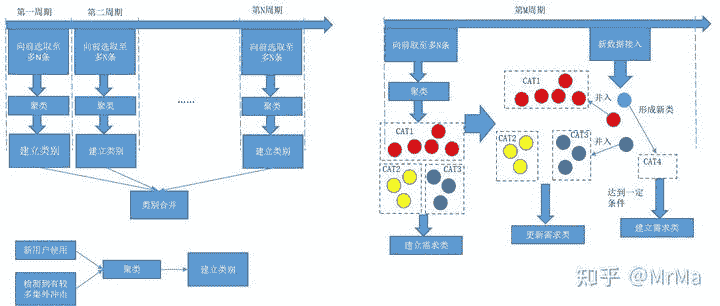 第一周期
第二周期
第N周期
向前选取至
多N条
向前选取至
多N条
向前选取至
多N条
聚类
聚类
……
聚类
建立类别
建立类别
建立类别
类别合并
新用户使用
检测到有较
多集外冲击
聚类
建立类别
第M周期
向前取至多N条
聚类
CAT1
CAT2
CAT3
建立需求类
新数据接入
CAT1
并入
形成新类
CAT2
CAT3
并入
CAT4
达到一定
条件
更新需求类
建立需求类
知乎 @MrMa